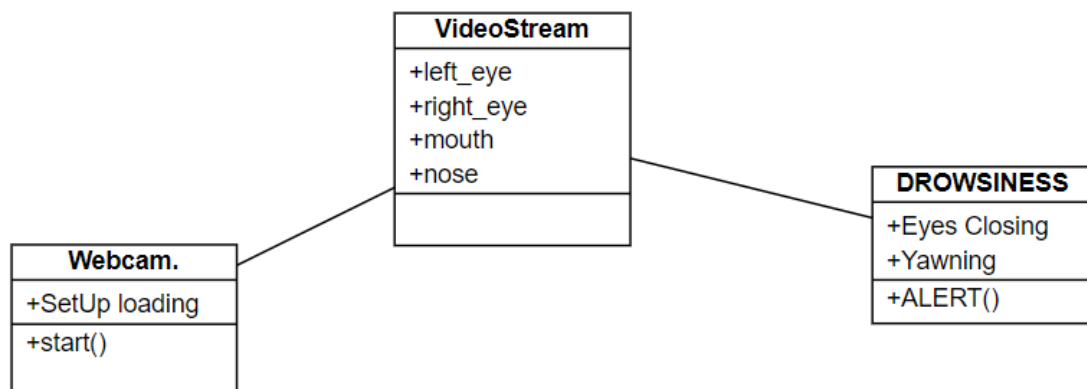 VideoStream
+left_eye
+right_eye
+mouth
+nose
DROWSINESS
+Eyes Closing
+Yawning
+ALERT()
Webcam.
+SetUp loading
+start()